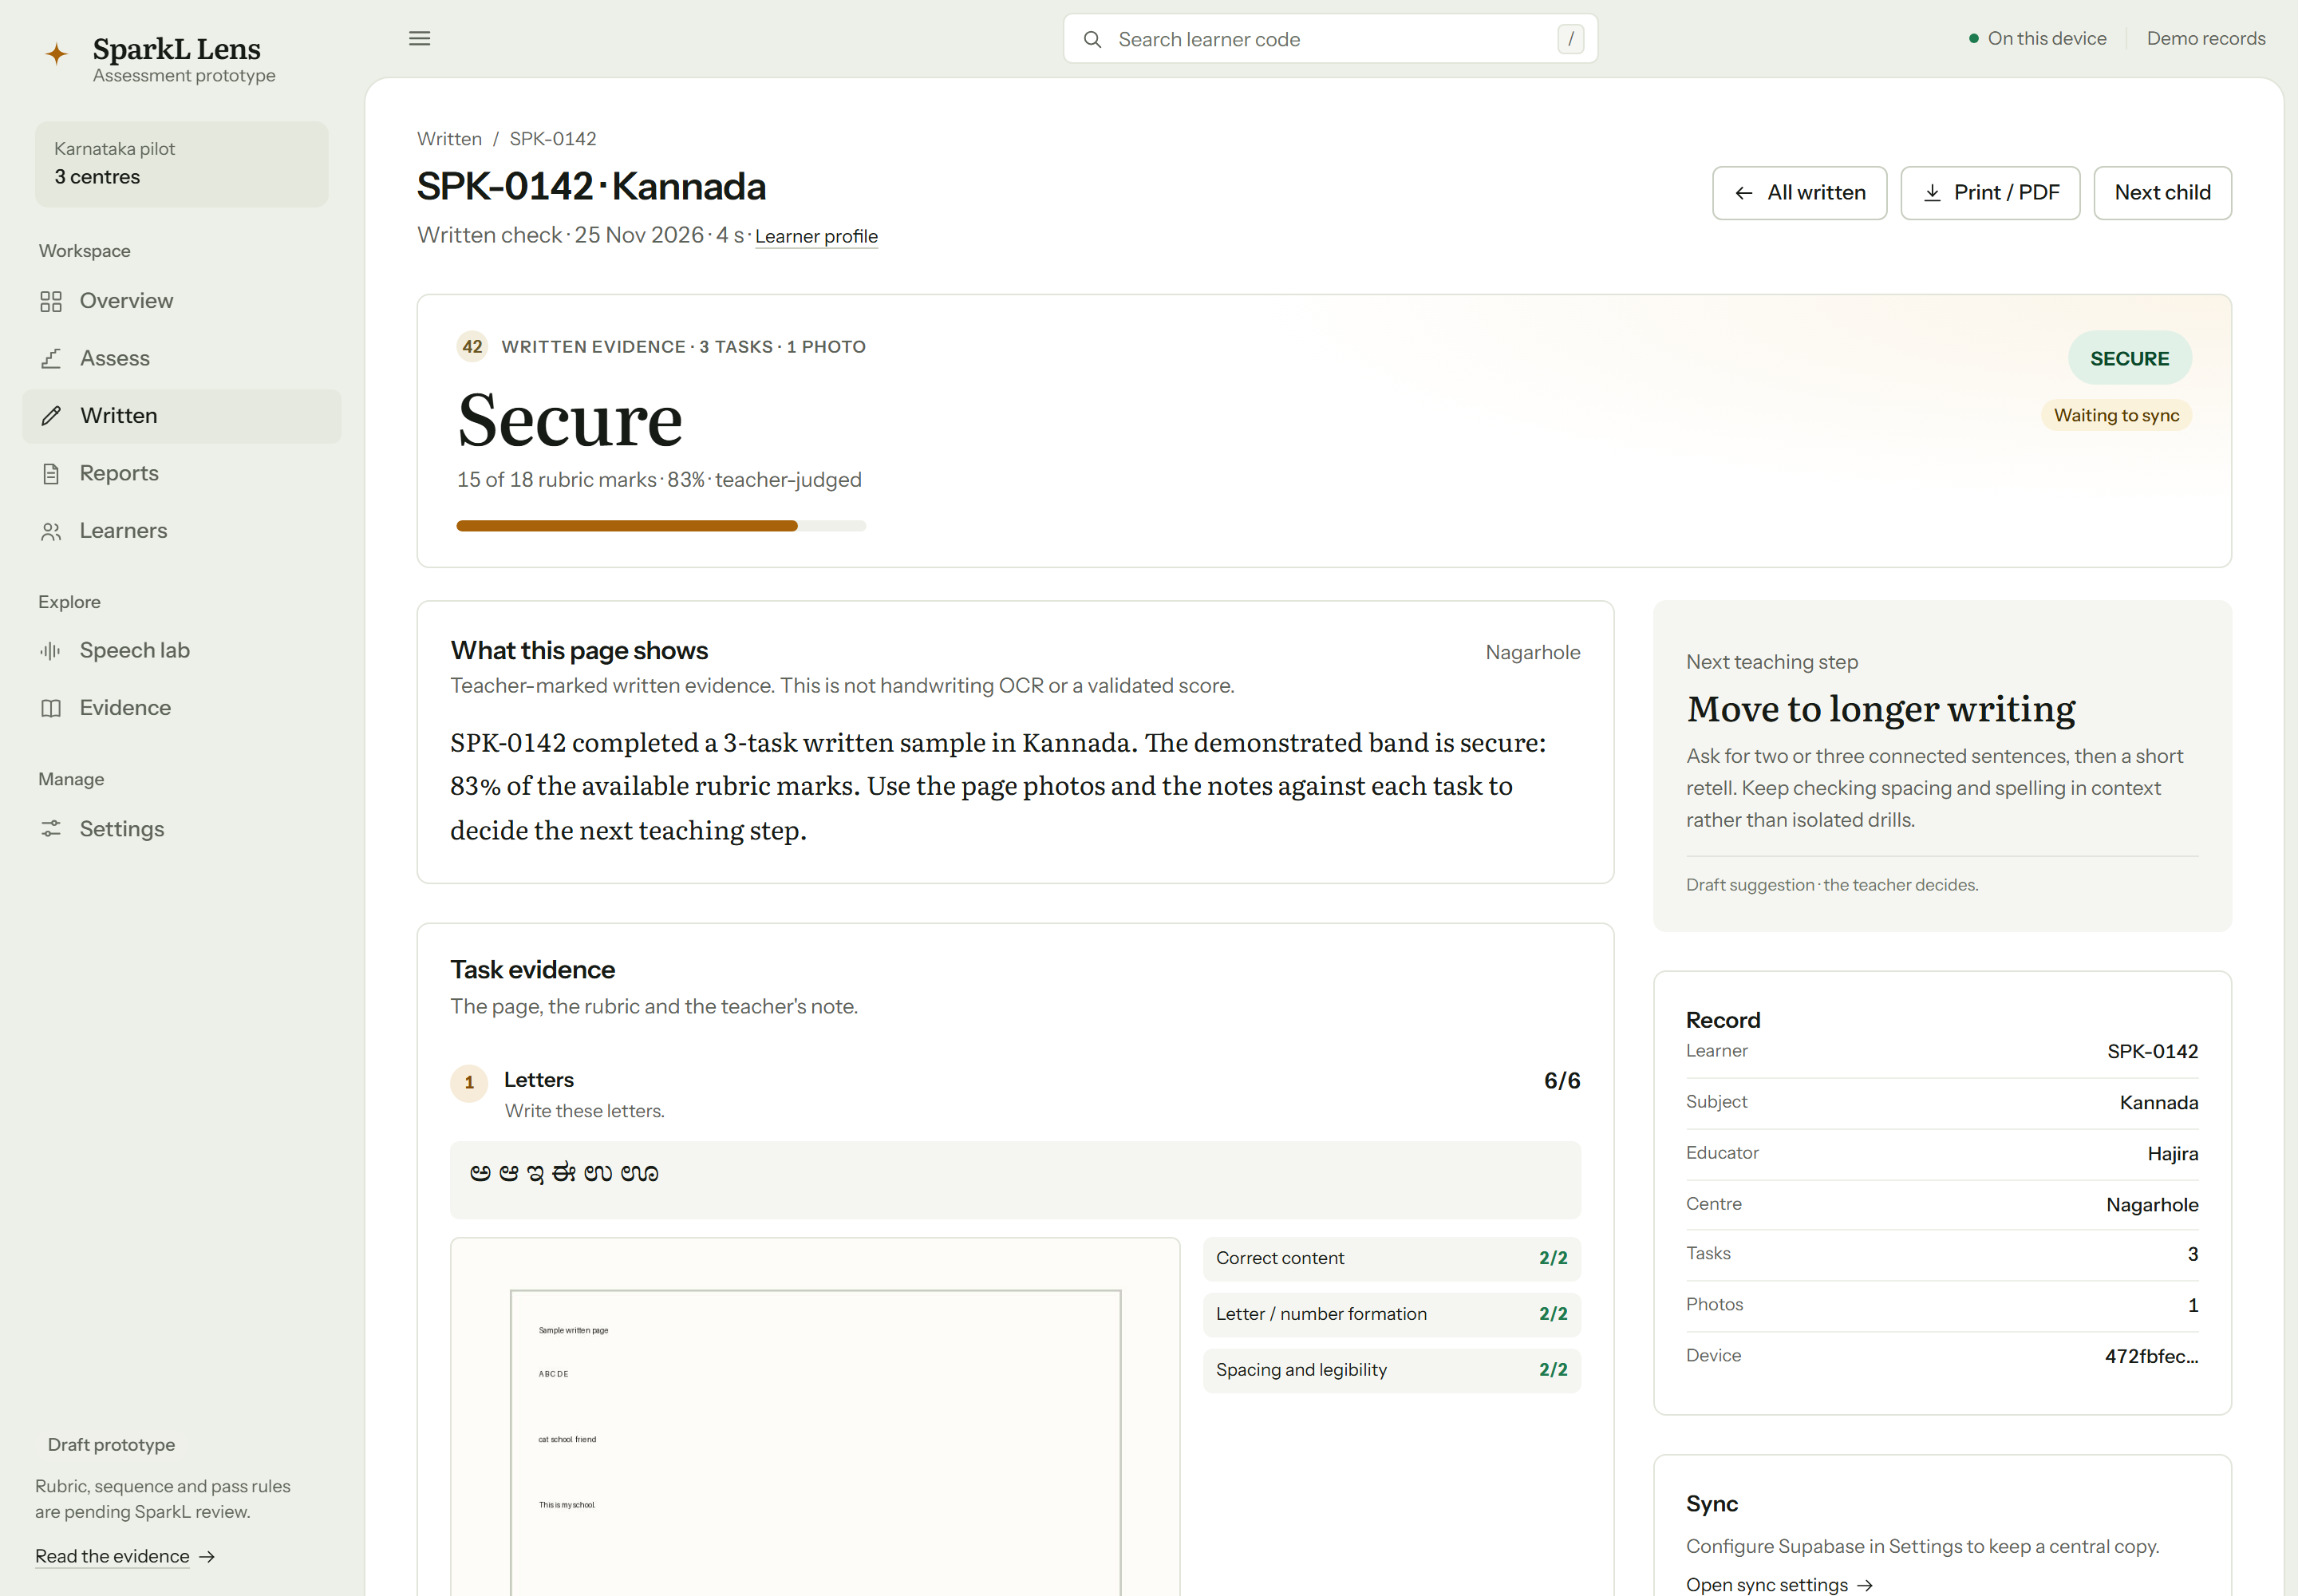 SparkL Lens
Assessment prototype
Karnataka pilot
3 centres
Workspace
Overview
Assess
Written
Reports
Learners
Explore
Speech lab
Evidence
Manage
Settings
Draft prototype
Rubric, sequence and pass rules
are pending SparkL review.
Read the evidence →
Search learner code /
On this device
Demo records
Written / SPK-0142
SPK-0142 · Kannada
Written check · 25 Nov 2026 · 4 s · Learner profile
← All written
Print / PDF
Next child
42 WRITTEN EVIDENCE · 3 TASKS · 1 PHOTO
Secure
15 of 18 rubric marks · 83% · teacher-judged
SECURE
Waiting to sync
What this page shows
Nagarhole
Teacher-marked written evidence. This is not handwriting OCR or a validated score.
SPK-0142 completed a 3-task written sample in Kannada. The demonstrated band is secure:
83% of the available rubric marks. Use the page photos and the notes against each task to
decide the next teaching step.
Task evidence
The page, the rubric and the teacher's note.
1 Letters 6/6
Write these letters.
ಅ ಆ ಇ ಈ ಉ ಊ
Sample written page
A B C D E
cat school friend
This is my school.
Correct content 2/2
Letter / number formation 2/2
Spacing and legibility 2/2
Next teaching step
Move to longer writing
Ask for two or three connected sentences, then a short
retell. Keep checking spacing and spelling in context
rather than isolated drills.
Draft suggestion · the teacher decides.
Record
Learner SPK-0142
Subject Kannada
Educator Hajira
Centre Nagarhole
Tasks 3
Photos 1
Device 472fbfec...
Sync
Configure Supabase in Settings to keep a central copy.
Open sync settings →